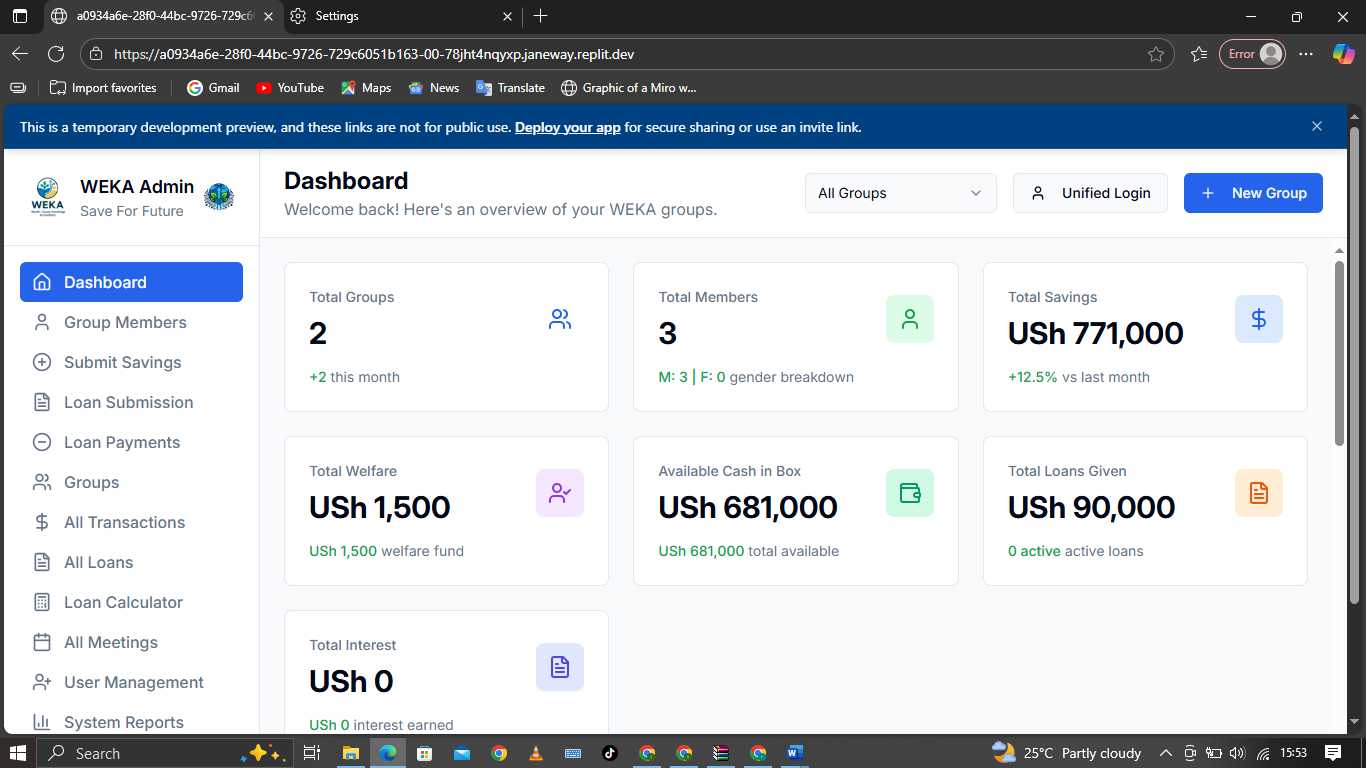 a0934a6e-28f0-44bc-9726-729c6
Settings
https://a0934a6e-28f0-44bc-9726-729c6051b163-00-78jht4nqyxp.janeway.replit.dev
Error
Import favorites
Gmail
YouTube
Maps
News
Translate
Graphic of a Miro w...
This is a temporary development preview, and these links are not for public use. Deploy your app for secure sharing or use an invite link.
WEKA
WEKA Admin
Save For Future
Dashboard
Welcome back! Here's an overview of your WEKA groups.
All Groups
Unified Login
New Group
Dashboard
Group Members
Submit Savings
Loan Submission
Loan Payments
Groups
All Transactions
All Loans
Loan Calculator
All Meetings
User Management
System Reports
Total Groups
2
+2 this month
Total Members
3
M: 3 | F: 0 gender breakdown
Total Savings
USh 771,000
+12.5% vs last month
Total Welfare
USh 1,500
USh 1,500 welfare fund
Available Cash in Box
USh 681,000
USh 681,000 total available
Total Loans Given
USh 90,000
0 active active loans
Total Interest
USh 0
USh 0 interest earned
Search
25°C Partly cloudy
15:53